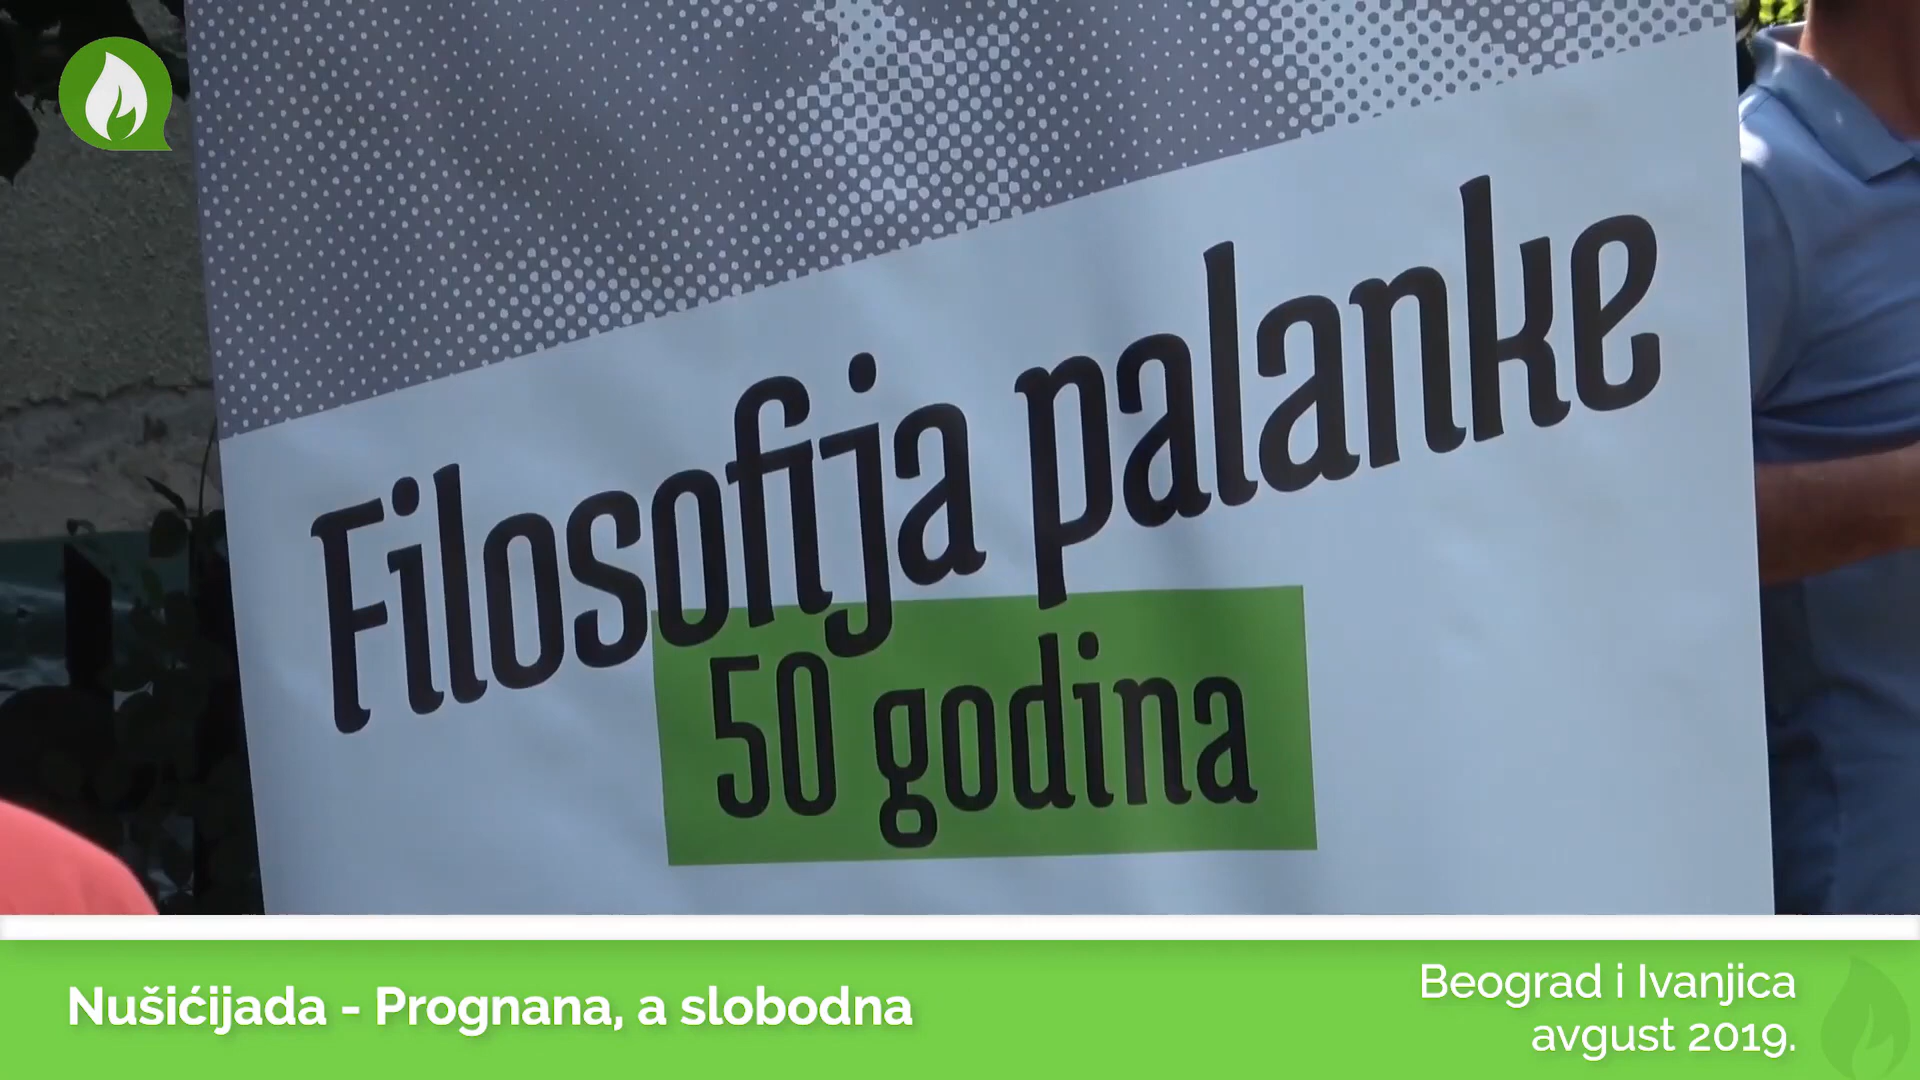 Filosofija palanke
50 godina
Nušićijada - Prognana, a slobodna
Beograd i Ivanjica
avgust 2019.